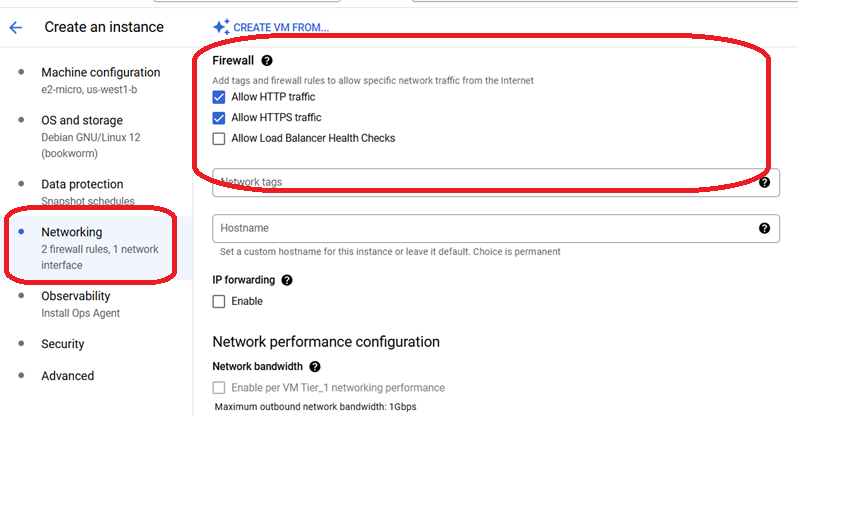 Create an instance
CREATE VM FROM...
Machine configuration
e2-micro, us-west1-b
OS and storage
Debian GNU/Linux 12
(bookworm)
Data protection
Snapshot schedules
Networking
2 firewall rules, 1 network
interface
Observability
Install Ops Agent
Security
Advanced
Firewall ?
Add tags and firewall rules to allow specific network traffic from the Internet
Allow HTTP traffic
Allow HTTPS traffic
Allow Load Balancer Health Checks
Network tags ?
Hostname ?
Set a custom hostname for this instance or leave it default. Choice is permanent
IP forwarding ?
Enable
Network performance configuration
Network bandwidth ?
Enable per VM Tier_1 networking performance
Maximum outbound network bandwidth: 1Gbps